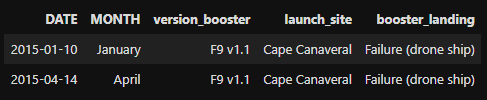 DATE MONTH version_booster launch_site booster_landing
2015-01-10 January F9 v1.1 Cape Canaveral Failure (drone ship)
2015-04-14 April F9 v1.1 Cape Canaveral Failure (drone ship)